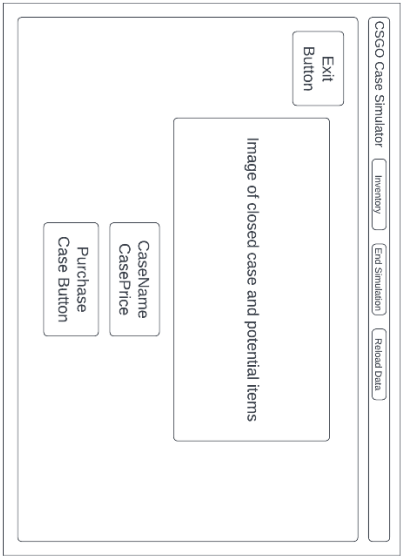 CSGO Case Simulator
Inventory
End Simulation
Reload Data
Exit
Button
Image of closed case and potential items
CaseName
CasePrice
Purchase
Case Button